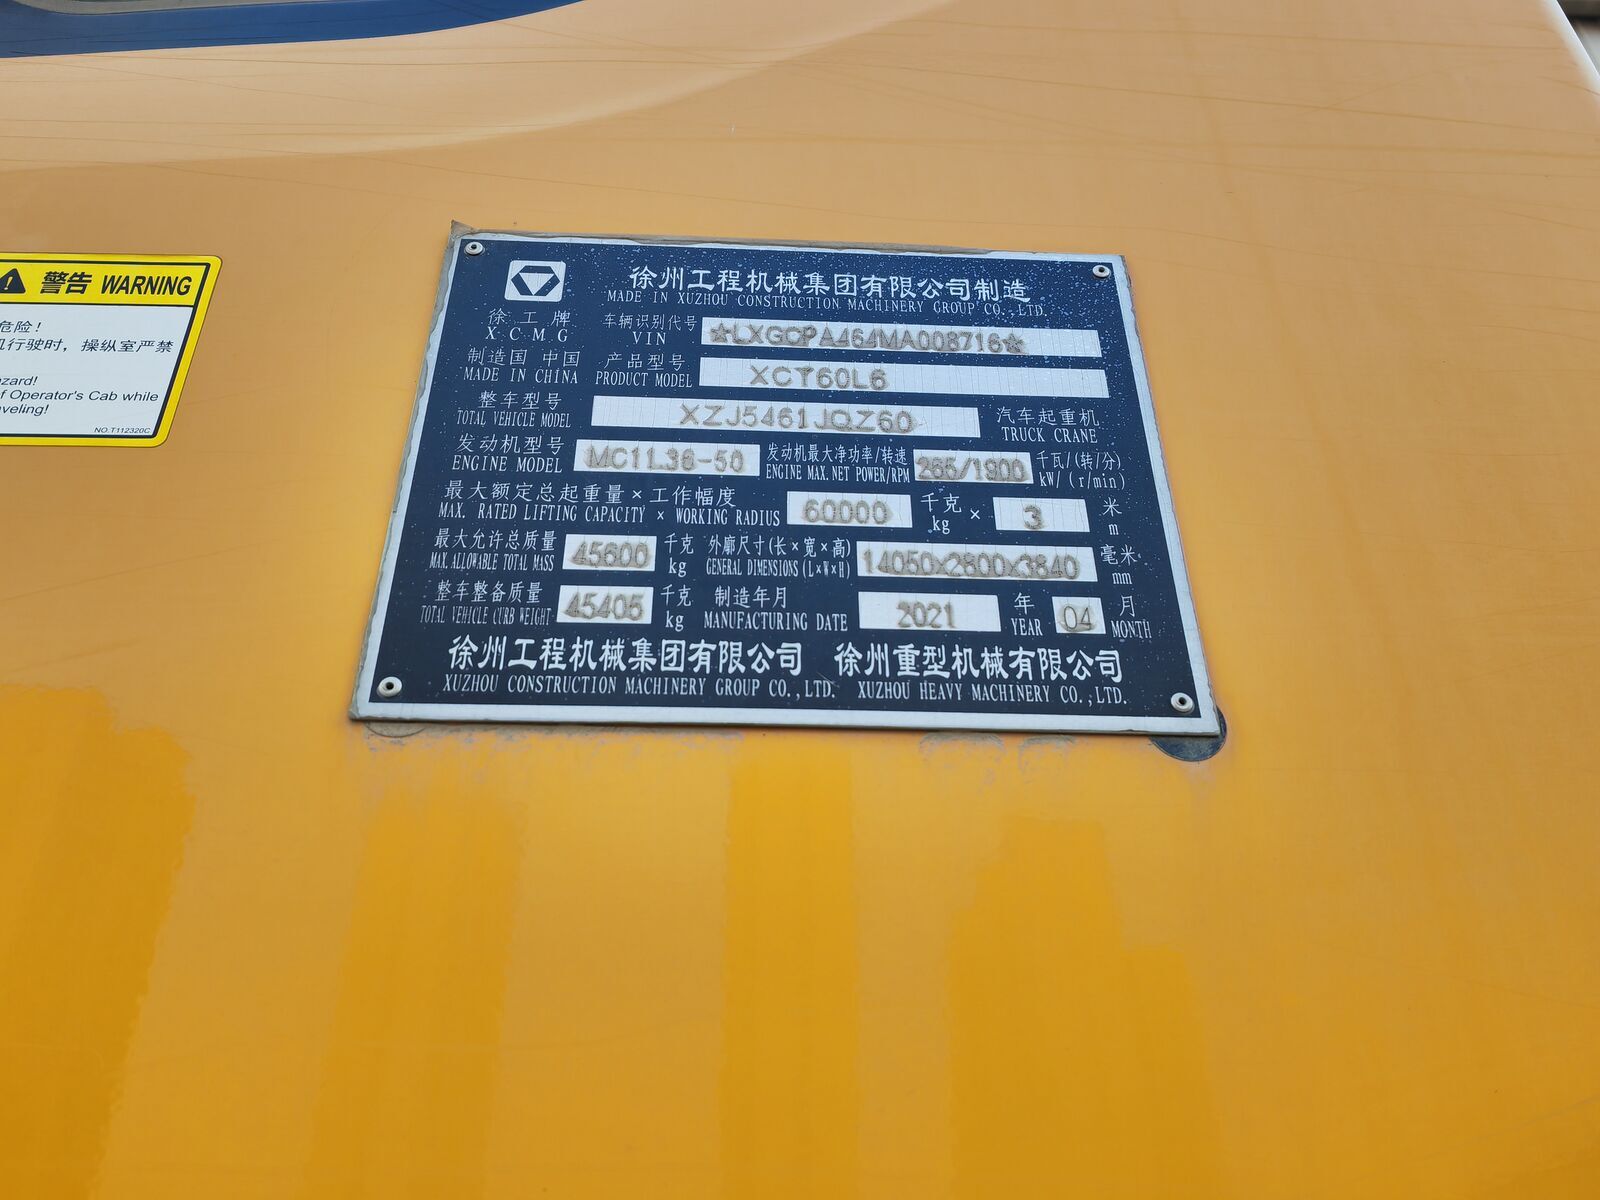 警告 WARNING
危险!
机行驶时，操纵室严禁
azard!
of Operator's Cab while
aveling!
NO.T112320C
徐州工程机械集团有限公司制造
MADE IN XUZHOU CONSTRUCTION MACHINERY GROUP CO.,LTD.
徐工牌
XCMG
车辆识别代号
VIN
☆LXGCPA464MA008716☆
制造国 中国
MADE IN CHINA
产品型号
PRODUCT MODEL
XCT60L6
整车型号
TOTAL VEHICLE MODEL
XZJ5461JQZ60
汽车起重机
TRUCK CRANE
发动机型号
ENGINE MODEL
MC11.36-50
发动机最大净功率/转速
ENGINE MAX. NET POWER/RPM
265/1900
千瓦/(转/分)
kW/ (r/min)
最大额定总起重量×工作幅度
MAX. RATED LIFTING CAPACITY × WORKING RADIUS
60000
千克
kg
×
3
米
m
最大允许总质量
MAX. ALLOWABLE TOTAL MASS
45600
千克
kg
外廓尺寸(长×宽×高)
GENERAL DIMENSIONS (L×W×H)
14050×2800×3840
毫米
mm
整车整备质量
TOTAL VEHICLE CURB WEIGHT
45405
千克
kg
制造年月
MANUFACTURING DATE
2021
年
YEAR
04
月
MONTH
徐州工程机械集团有限公司 徐州重型机械有限公司
XUZHOU CONSTRUCTION MACHINERY GROUP CO.,LTD. XUZHOU HEAVY MACHINERY CO.,LTD.